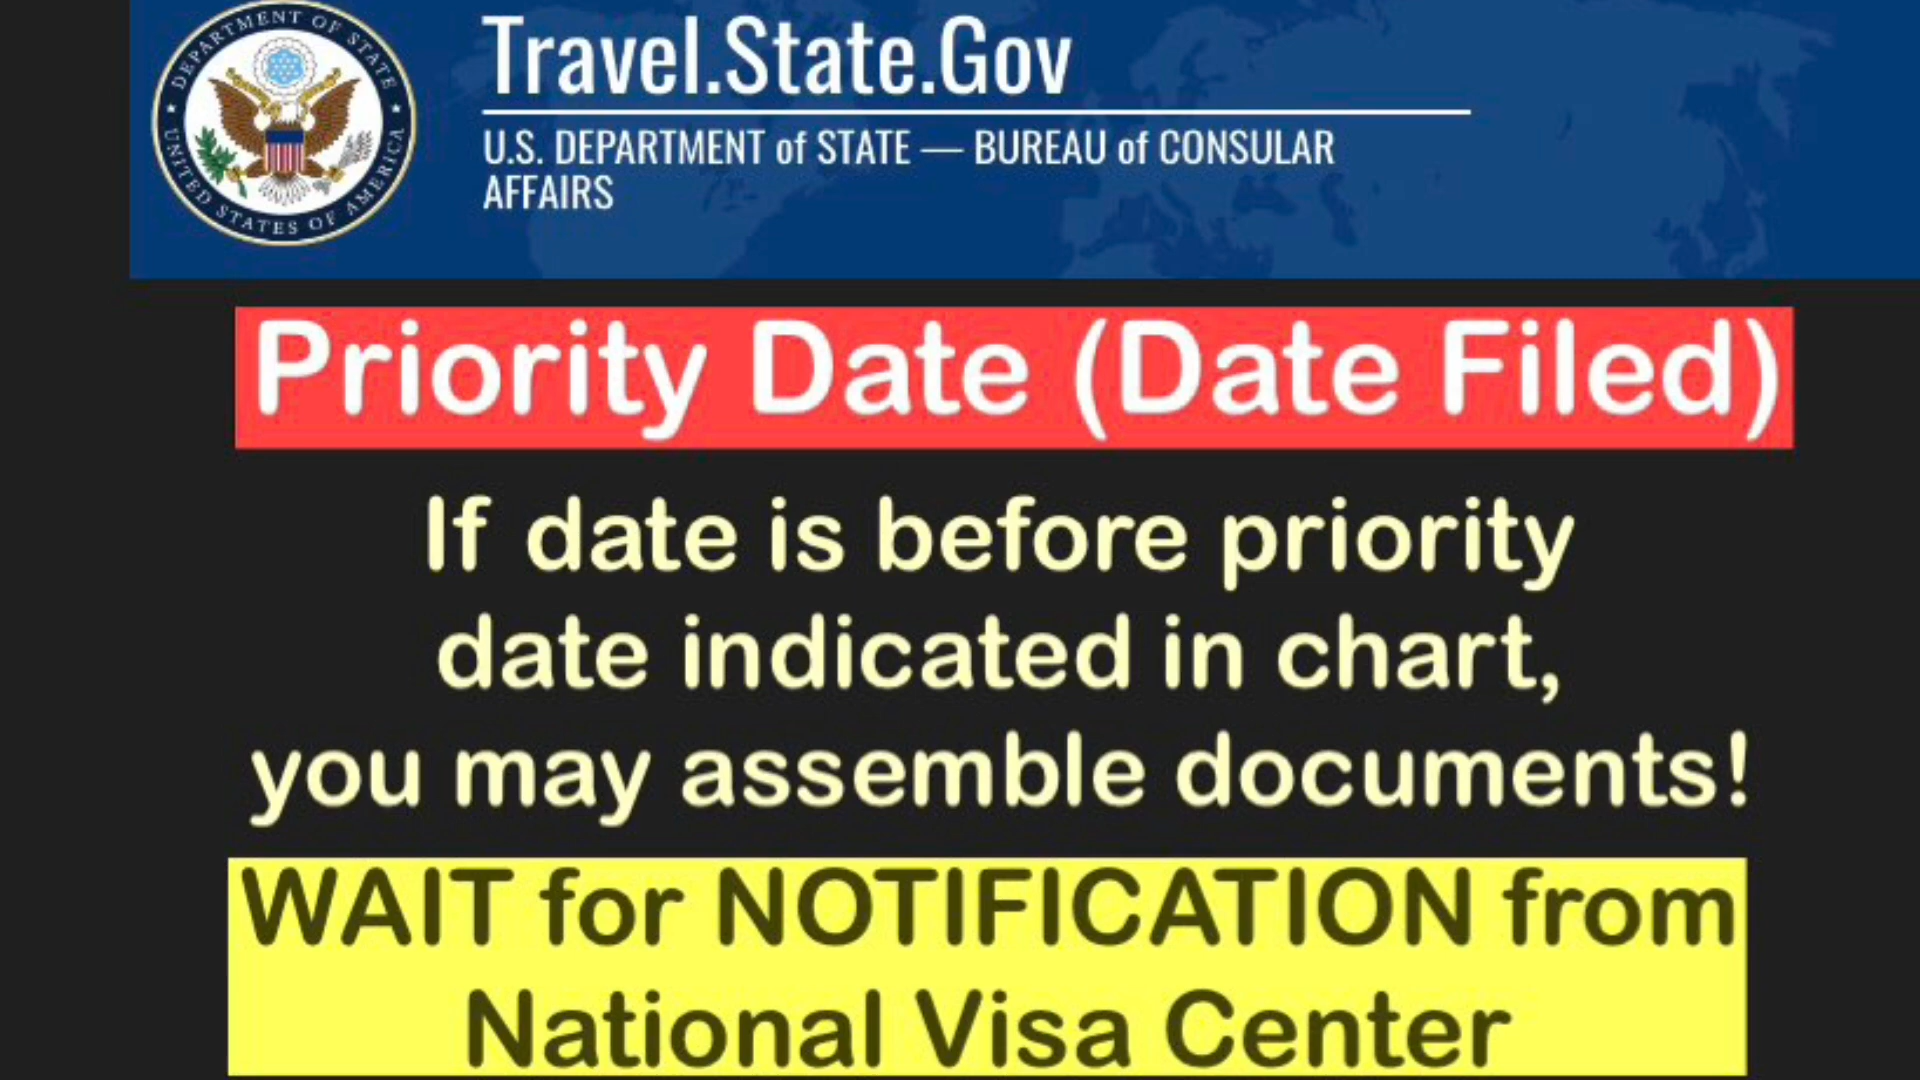 DEPARTMENT OF STATE
UNITED STATES OF AMERICA
Travel.State.Gov
U.S. DEPARTMENT of STATE — BUREAU of CONSULAR
AFFAIRS
Priority Date (Date Filed)
If date is before priority
date indicated in chart,
you may assemble documents!
WAIT for NOTIFICATION from
National Visa Center